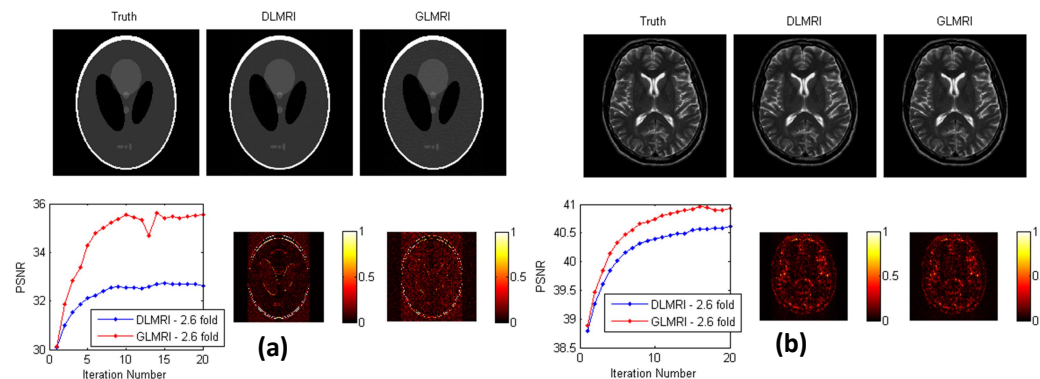 Truth DLMRI GLMRI
36
34
32
30
PSNR
0 5 10 15 20
Iteration Number
DLMRI - 2.6 fold
GLMRI - 2.6 fold
1
0.5
0
1
0.5
0
(a)
Truth DLMRI GLMRI
41
40.5
40
39.5
39
38.5
PSNR
0 10 20
Iteration Number
DLMRI - 2.6 fold
GLMRI - 2.6 fold
1
0.5
0
1
0.5
0
(b)